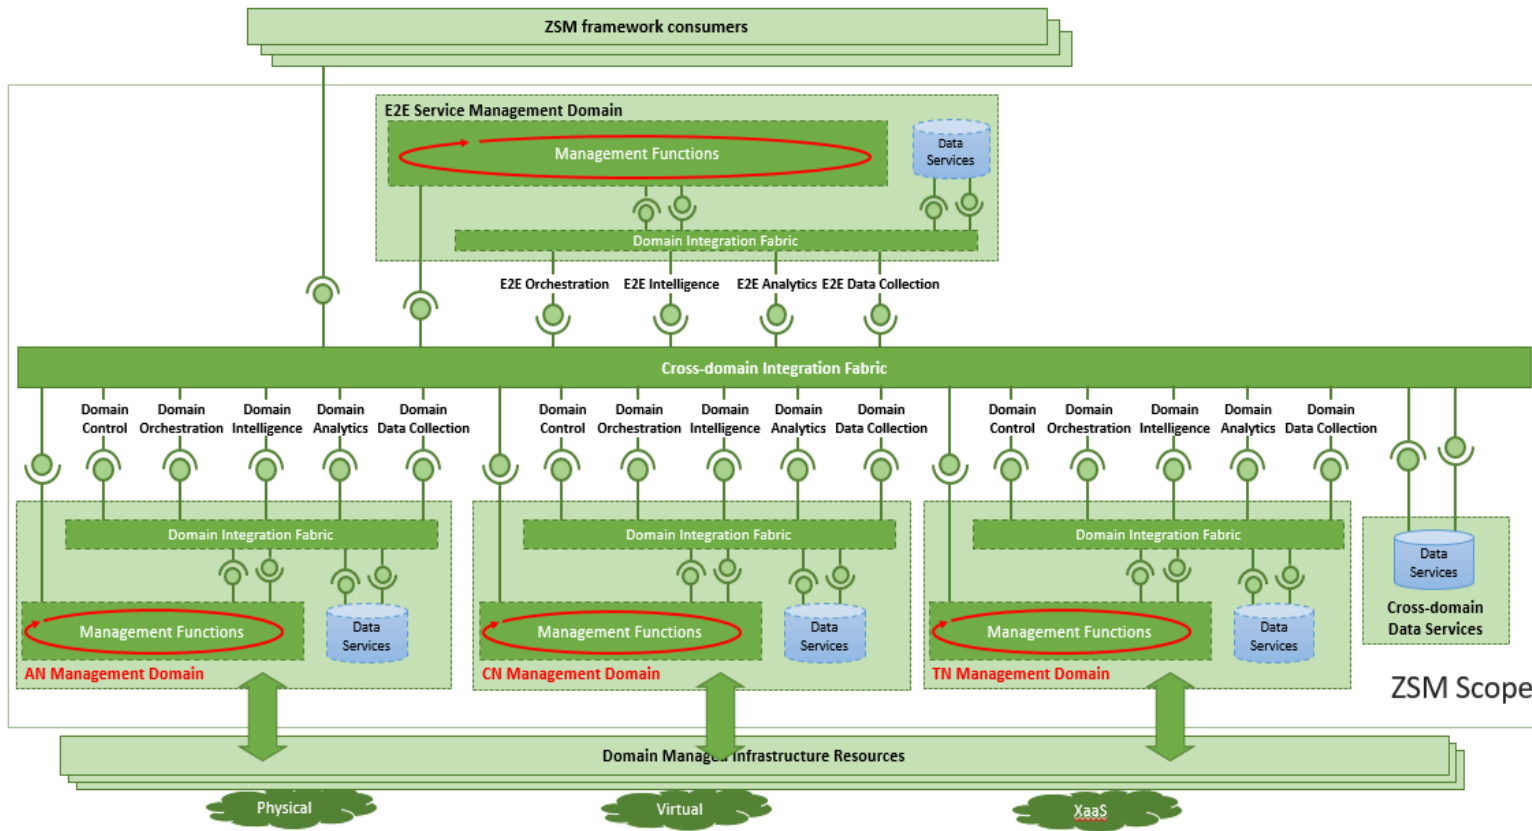 ZSM framework consumers
E2E Service Management Domain
Management Functions
Data
Services
Domain Integration Fabric
E2E Orchestration
E2E Intelligence
E2E Analytics
E2E Data Collection
Cross-domain Integration Fabric
Domain
Control
Domain
Orchestration
Domain
Intelligence
Domain
Analytics
Domain
Data Collection
Domain
Control
Domain
Orchestration
Domain
Intelligence
Domain
Analytics
Domain
Data Collection
Domain
Control
Domain
Orchestration
Domain
Intelligence
Domain
Analytics
Domain
Data Collection
Domain Integration Fabric
Management Functions
Data
Services
AN Management Domain
Domain Integration Fabric
Management Functions
Data
Services
CN Management Domain
Domain Integration Fabric
Management Functions
Data
Services
TN Management Domain
Data
Services
Cross-domain
Data Services
ZSM Scope
Domain Managed Infrastructure Resources
Physical
Virtual
XaaS